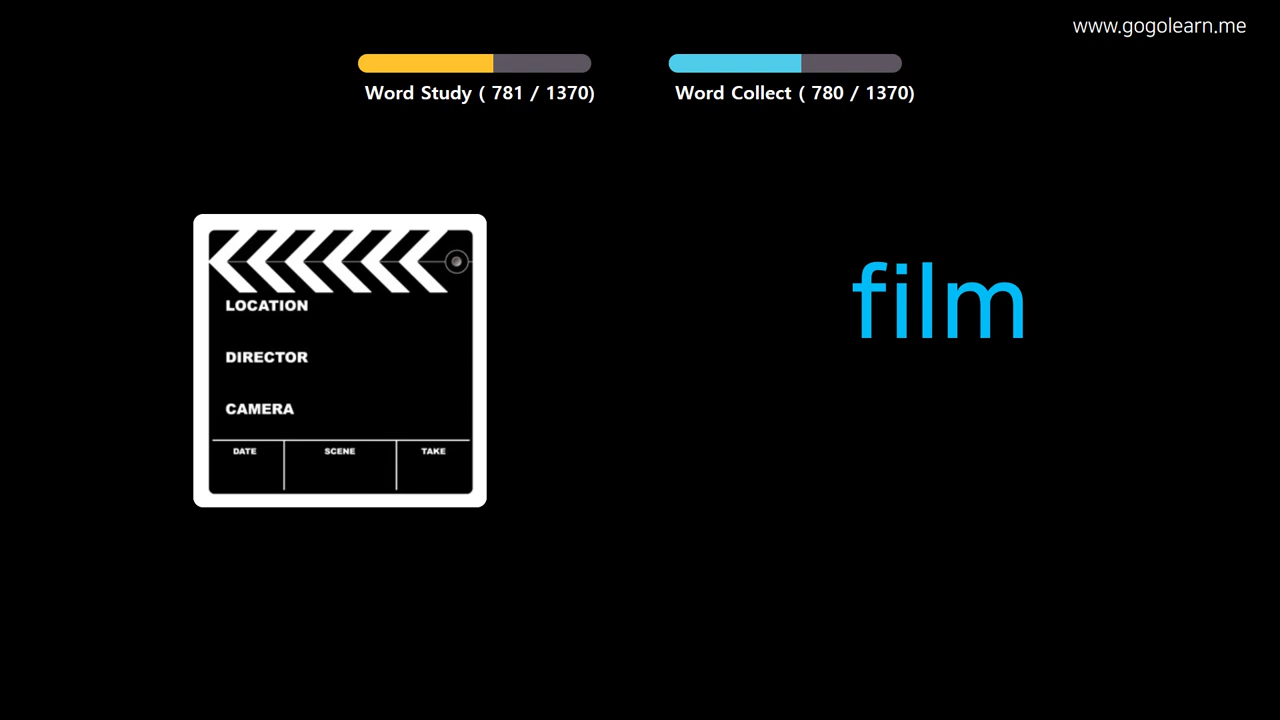 www.gogolearn.me
Word Study ( 781 / 1370)
Word Collect ( 780 / 1370)
film
LOCATION
DIRECTOR
CAMERA
DATE
SCENE
TAKE